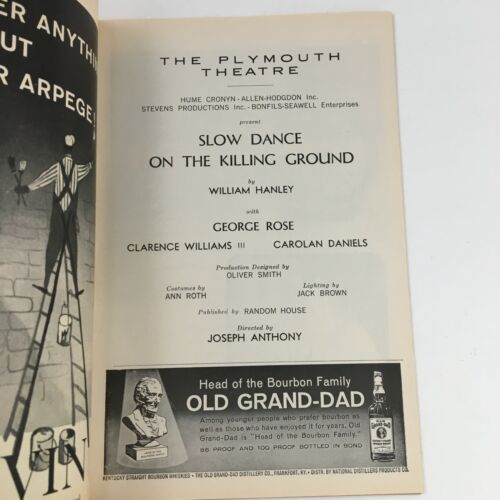 ER ANYTHIN
UT
R ARPEGE
VIN
THE PLYMOUTH
THEATRE
HUME CRONYN - ALLEN-HODGDON Inc.
STEVENS PRODUCTIONS Inc. - BONFILS-SEAWELL Enterprises
present
SLOW DANCE
ON THE KILLING GROUND
by
WILLIAM HANLEY
with
GEORGE ROSE
CLARENCE WILLIAMS III CAROLAN DANIELS
Production Designed by
OLIVER SMITH
Costumes by Lighting by
ANN ROTH JACK BROWN
Published by RANDOM HOUSE
Directed by
JOSEPH ANTHONY
Head of the Bourbon Family
OLD GRAND-DAD
Among younger people who prefer bourbon as
well as those who have enjoyed it for years, Old
Grand-Dad is "Head of the Bourbon Family."
86 PROOF AND 100 PROOF BOTTLED IN BOND
KENTUCKY STRAIGHT BOURBON WHISKIES • THE OLD GRAND-DAD DISTILLERY CO., FRANKFORT, KY. • DISTR. BY NATIONAL DISTILLERS PRODUCTS CO.